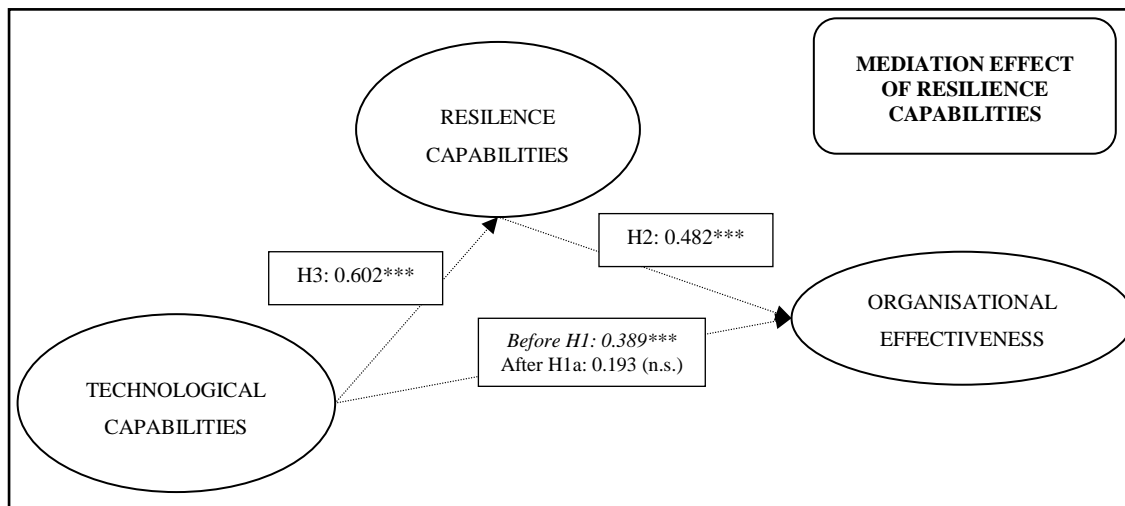 MEDIATION EFFECT
OF RESILIENCE
CAPABILITIES
RESILENCE
CAPABILITIES
H2: 0.482***
H3: 0.602***
ORGANISATIONAL
EFFECTIVENESS
Before H1: 0.389***
After H1a: 0.193 (n.s.)
TECHNOLOGICAL
CAPABILITIES